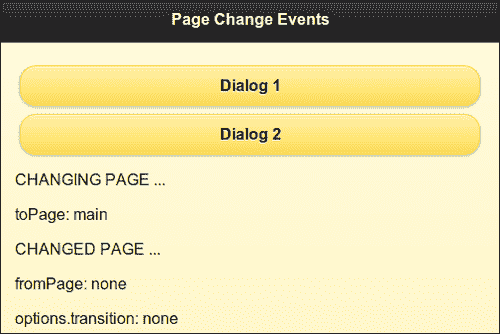 Page Change Events
Dialog 1
Dialog 2
CHANGING PAGE ...
toPage: main
CHANGED PAGE ...
fromPage: none
options.transition: none